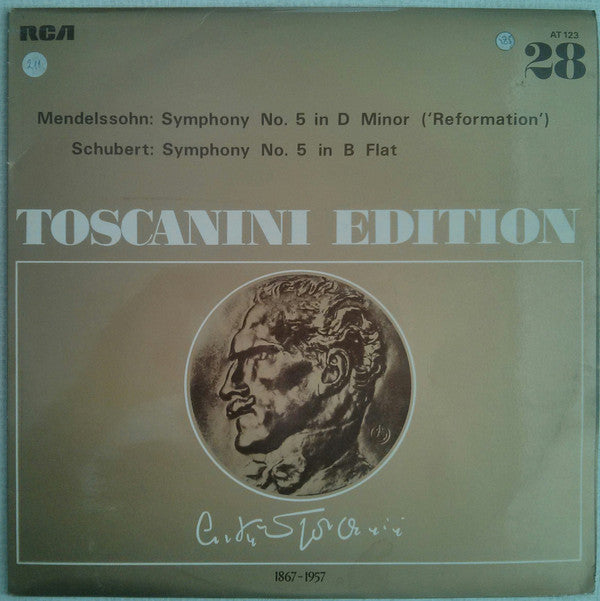 RCA
AT 123
28
Mendelssohn: Symphony No. 5 in D Minor ('Reformation')
Schubert: Symphony No. 5 in B Flat
TOSCANINI EDITION
1867-1957